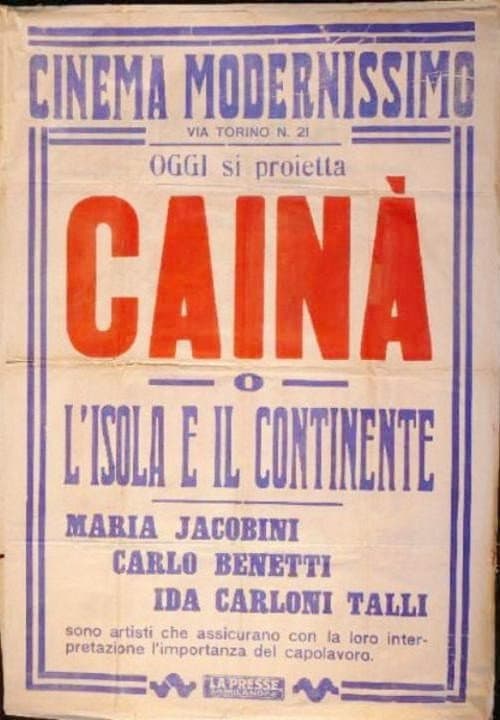 CINEMA MODERNISSIMO
VIA TORINO N. 21
OGGI si proietta
CAINÀ
O
L'ISOLA E IL CONTINENTE
MARIA JACOBINI
CARLO BENETTI
IDA CARLONI TALLI
sono artisti che assicurano con la loro inter-
pretazione l'importanza del capolavoro.
LA PRESSE